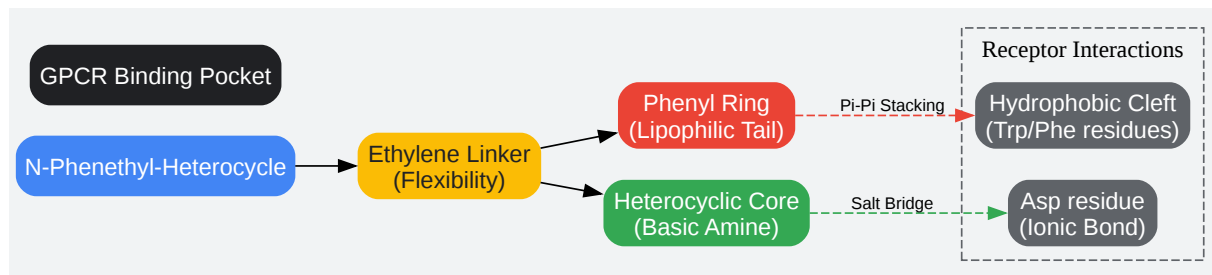 GPCR Binding Pocket
N-Phenethyl-Heterocycle
Ethylene Linker
(Flexibility)
Phenyl Ring
(Lipophilic Tail)
Heterocyclic Core
(Basic Amine)
Pi-Pi Stacking
Salt Bridge
Receptor Interactions
Hydrophobic Cleft
(Trp/Phe residues)
Asp residue
(Ionic Bond)